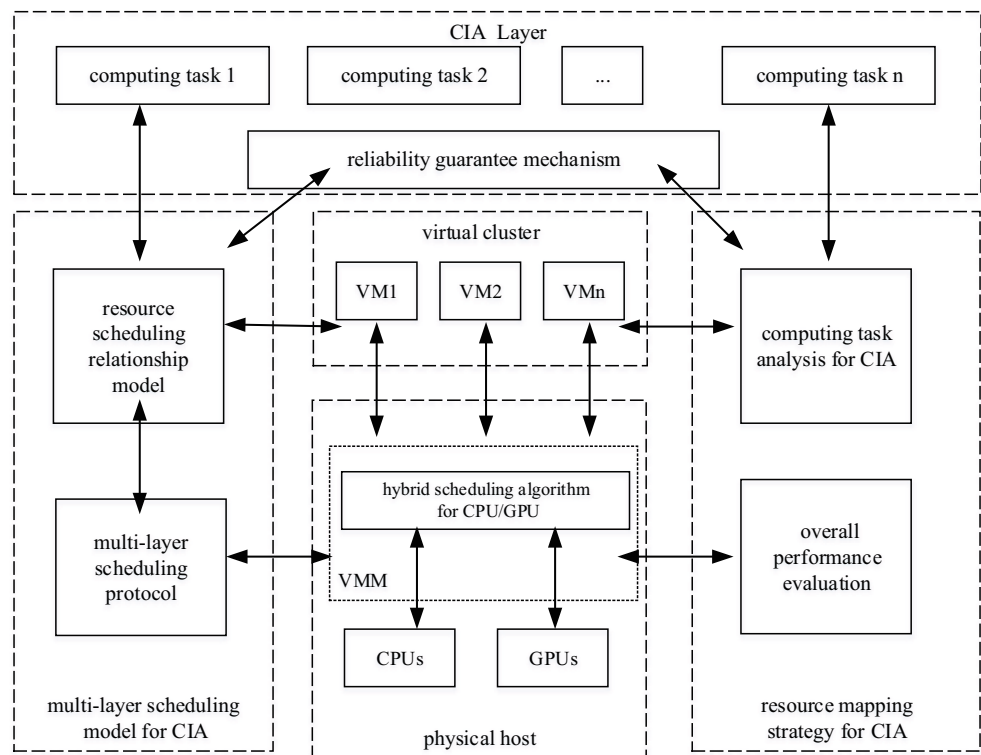 CIA Layer
computing task 1
computing task 2
...
computing task n
reliability guarantee mechanism
virtual cluster
VM1
VM2
VMn
resource
scheduling
relationship
model
computing task
analysis for CIA
hybrid scheduling algorithm
for CPU/GPU
multi-layer
scheduling
protocol
VMM
overall
performance
evaluation
CPUs
GPUs
multi-layer scheduling
model for CIA
physical host
resource mapping
strategy for CIA